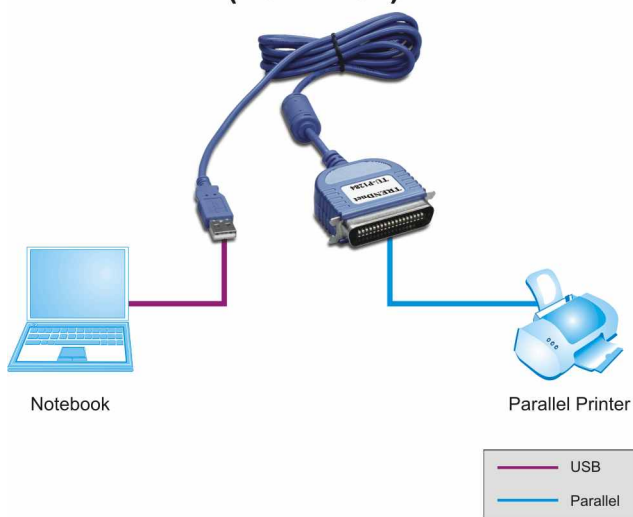 TRENDnet
TU-P1284
Notebook
Parallel Printer
USB
Parallel